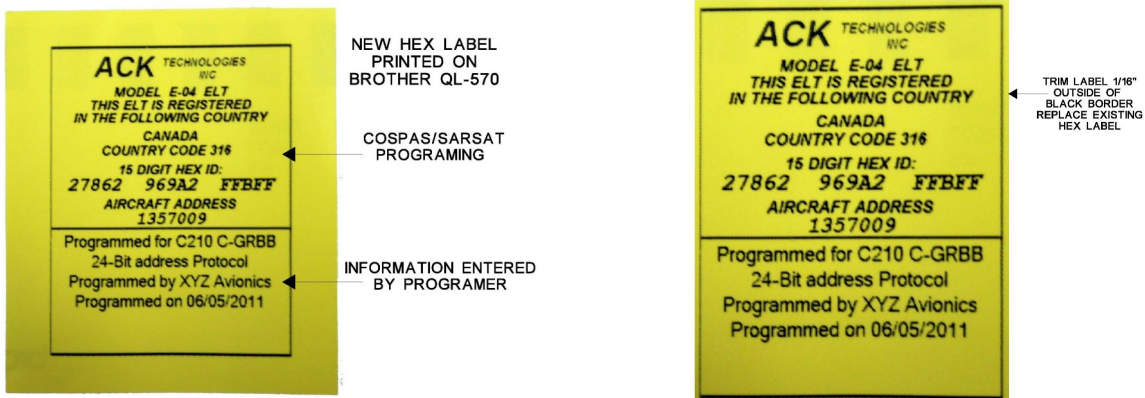 ACK TECHNOLOGIES
INC
MODEL E-04 ELT
THIS ELT IS REGISTERED
IN THE FOLLOWING COUNTRY
CANADA
COUNTRY CODE 316
15 DIGIT HEX ID:
27862 969A2 FFBFF
AIRCRAFT ADDRESS
1357009
Programmed for C210 C-GRBB
24-Bit address Protocol
Programmed by XYZ Avionics
Programmed on 06/05/2011
NEW HEX LABEL
PRINTED ON
BROTHER QL-570
COSPAS/SARSAT
PROGRAMING
INFORMATION ENTERED
BY PROGRAMER
ACK TECHNOLOGIES
INC
MODEL E-04 ELT
THIS ELT IS REGISTERED
IN THE FOLLOWING COUNTRY
CANADA
COUNTRY CODE 316
15 DIGIT HEX ID:
27862 969A2 FFBFF
AIRCRAFT ADDRESS
1357009
Programmed for C210 C-GRBB
24-Bit address Protocol
Programmed by XYZ Avionics
Programmed on 06/05/2011
TRIM LABEL 1/16"
OUTSIDE OF
BLACK BORDER
REPLACE EXISTING
HEX LABEL